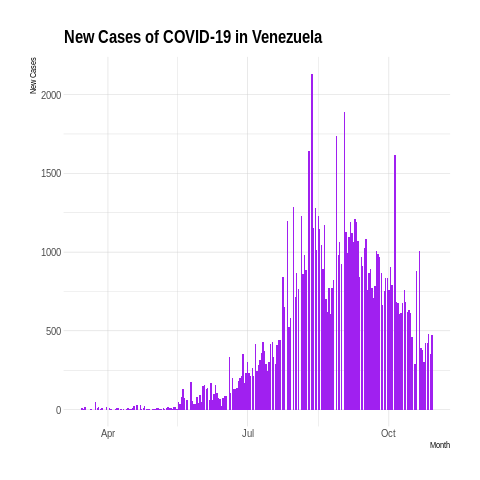 New Cases of COVID-19 in Venezuela
New Cases
2000
1500
1000
500
0
Apr
Jul
Oct
Month